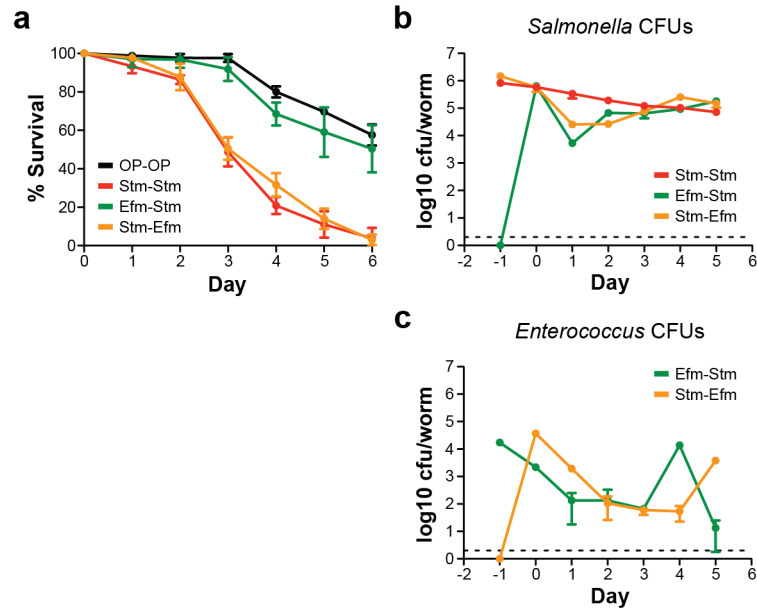 a
% Survival
100
80
60
40
20
0
OP-OP
Stm-Stm
Efm-Stm
Stm-Efm
0 1 2 3 4 5 6
Day
b
Salmonella CFUs
log10 cfu/worm
7
6
5
4
3
2
1
0
Stm-Stm
Efm-Stm
Stm-Efm
-2 -1 0 1 2 3 4 5 6
Day
c
Enterococcus CFUs
log10 cfu/worm
7
6
5
4
3
2
1
0
Efm-Stm
Stm-Efm
-2 -1 0 1 2 3 4 5 6
Day